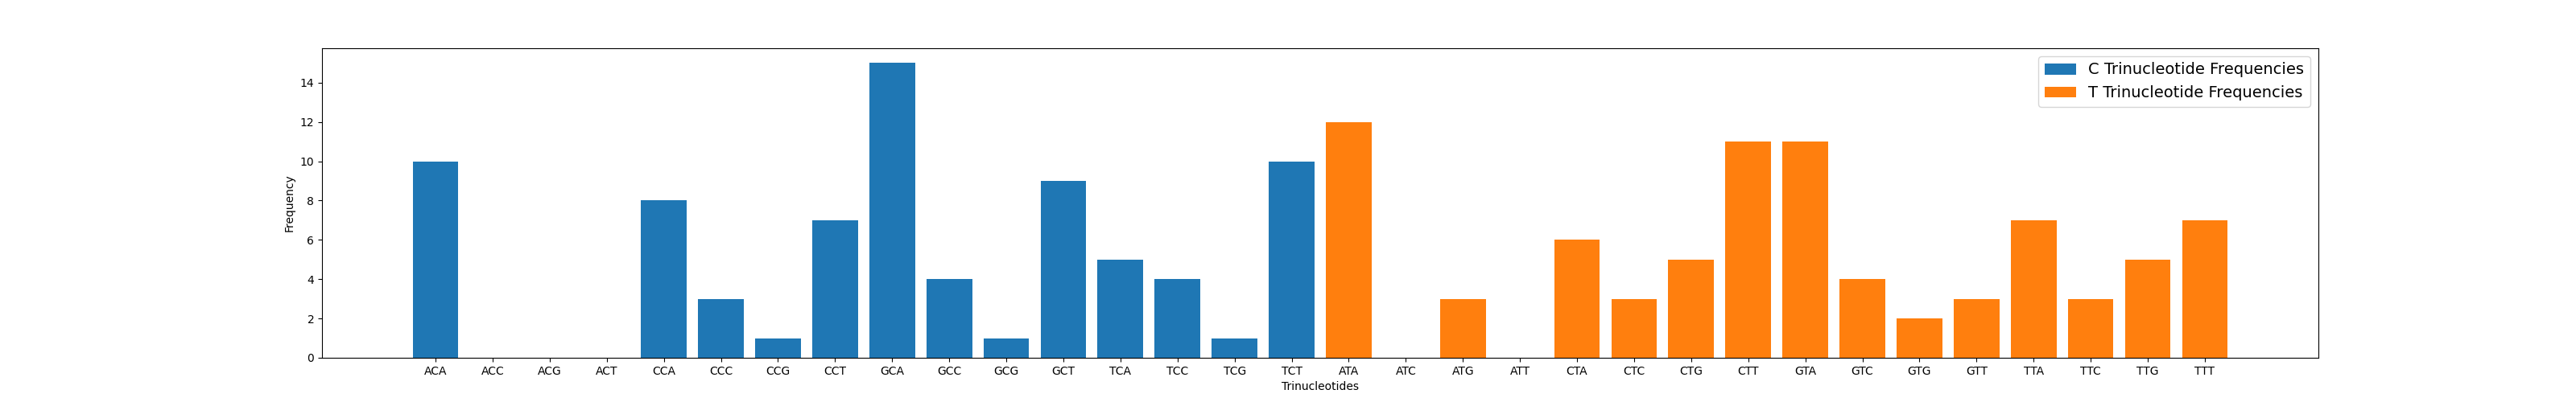 C Trinucleotide Frequencies
T Trinucleotide Frequencies
14
12
10
8
6
4
2
0
Frequency
ACA ACC ACG ACT CCA CCC CCG CCT GCA GCC GCG GCT TCA TCC TCG TCT ATA ATC ATG ATT CTA CTC CTG CTT GTA GTC GTG GTT TTA TTC TTG TTT
Trinucleotides